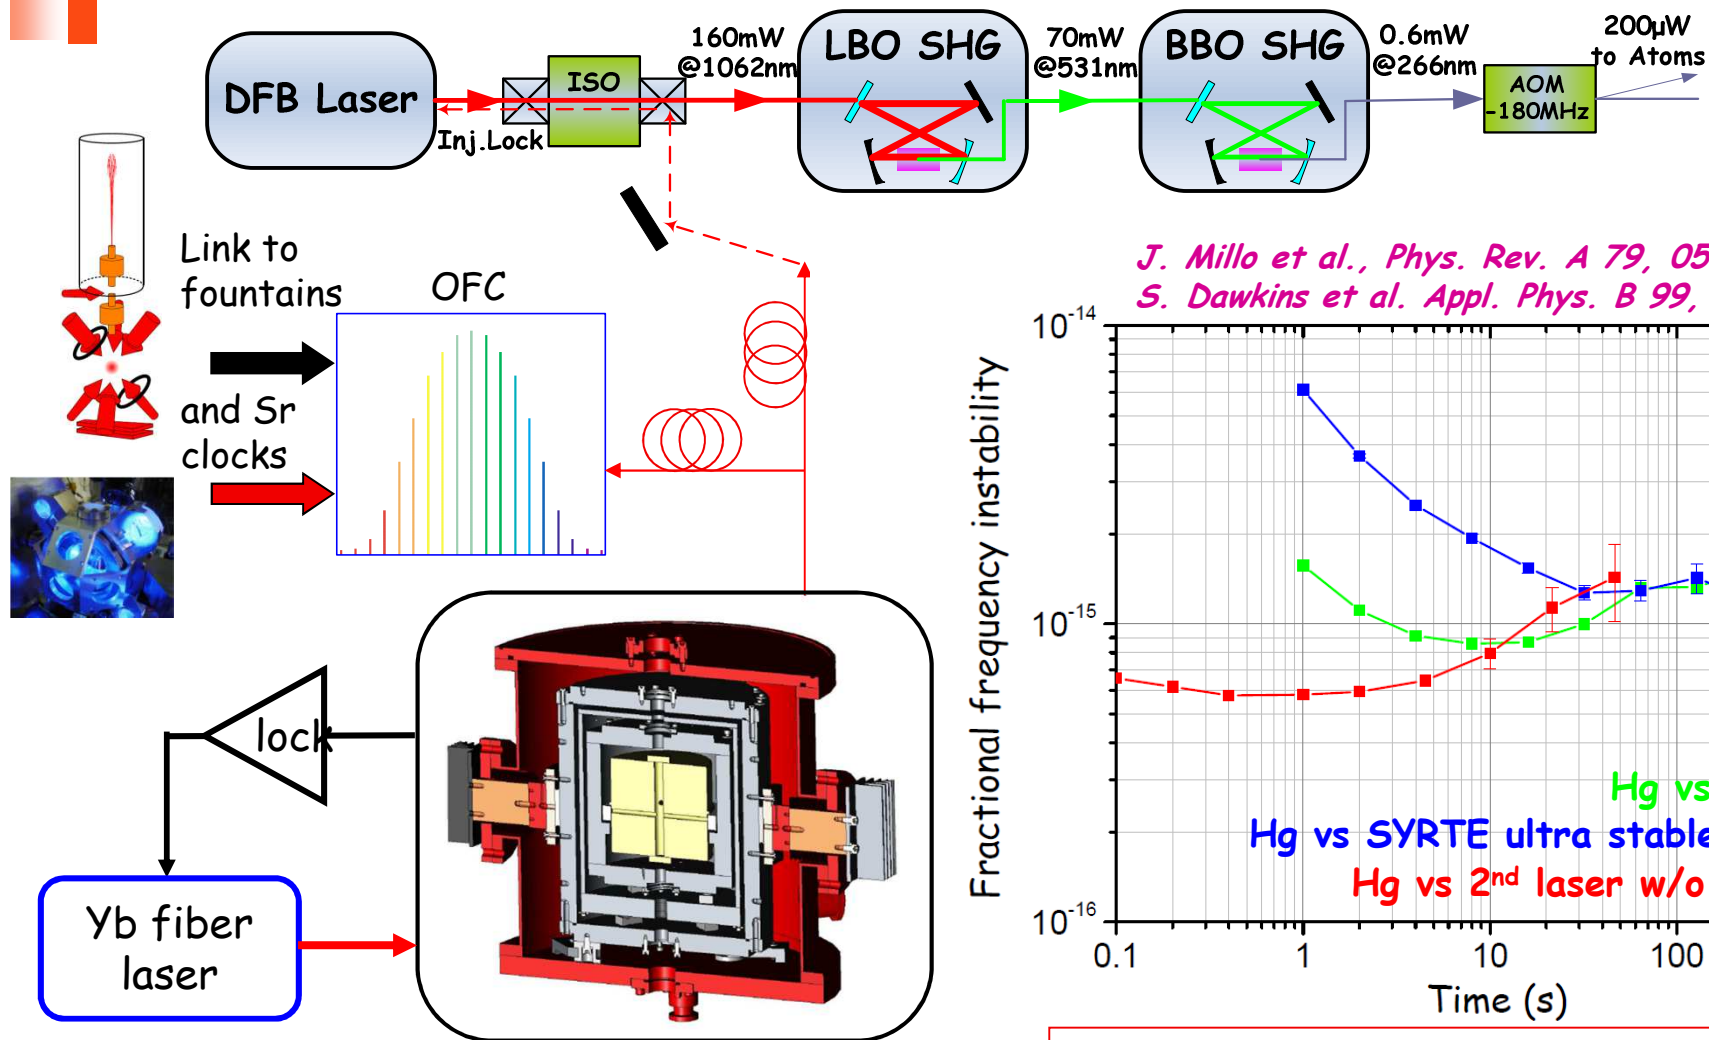 DFB Laser
Inj.Lock
ISO
160mW
@1062nm
LBO SHG
70mW
@531nm
BBO SHG
0.6mW
@266nm
AOM
-180MHz
200µW
to Atoms
Link to
fountains
and Sr
clocks
OFC
lock
Yb fiber
laser
J. Millo et al., Phys. Rev. A 79, 05
S. Dawkins et al. Appl. Phys. B 99,
Fractional frequency instability
10⁻¹⁴
10⁻¹⁵
10⁻¹⁶
Hg vs
Hg vs SYRTE ultra stable
Hg vs 2ⁿᵈ laser w/o
0.1 1 10 100
Time (s)